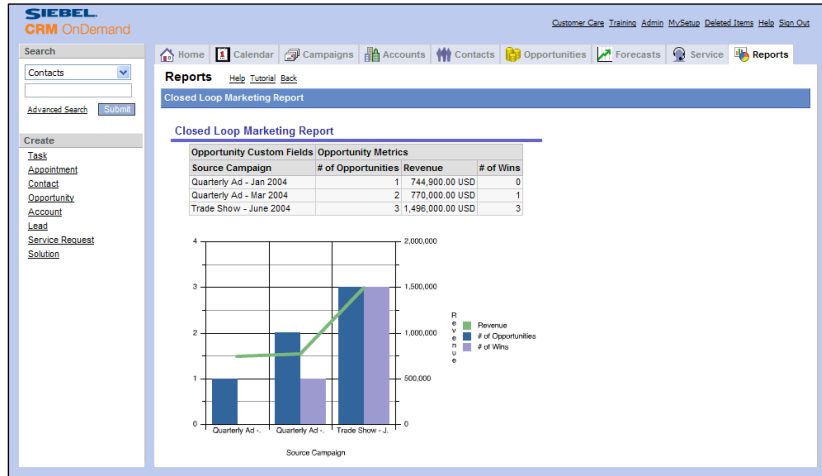 SIEBEL.
CRM OnDemand
Customer Care Training Admin MySetup Deleted Items Help Sign Out
Search
Contacts
Advanced Search Submit
Create
Task
Appointment
Contact
Opportunity
Account
Lead
Service Request
Solution
Home 1 Calendar Campaigns Accounts Contacts Opportunities Forecasts Service Reports
Reports Help Tutorial Back
Closed Loop Marketing Report
Closed Loop Marketing Report
Opportunity Custom Fields Opportunity Metrics
Source Campaign # of Opportunities Revenue # of Wins
Quarterly Ad - Jan 2004 1 744,900.00 USD 0
Quarterly Ad - Mar 2004 2 770,000.00 USD 1
Trade Show - June 2004 3 1,496,000.00 USD 3
4 2,000,000
3 1,500,000
2 1,000,000
1 500,000
0 0
Quarterly Ad -. Quarterly Ad -. Trade Show - J.
Source Campaign
Revenue
Revenue
# of Opportunities
# of Wins